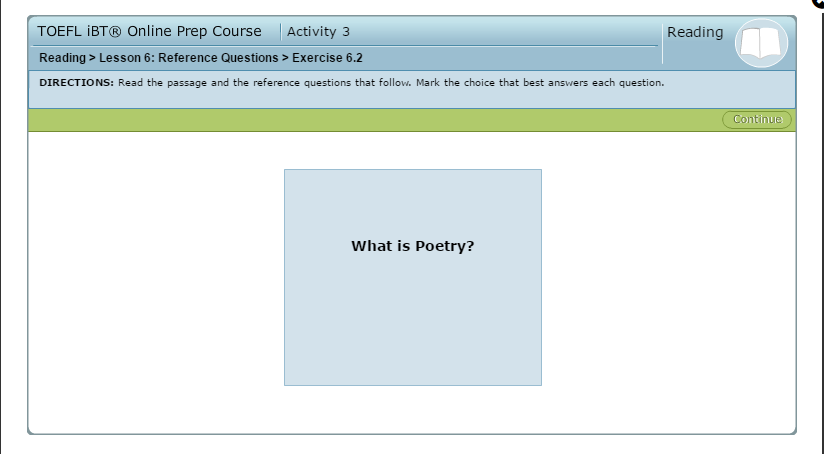 TOEFL iBT® Online Prep Course Activity 3 Reading
Reading > Lesson 6: Reference Questions > Exercise 6.2
DIRECTIONS: Read the passage and the reference questions that follow. Mark the choice that best answers each question.
Continue
What is Poetry?